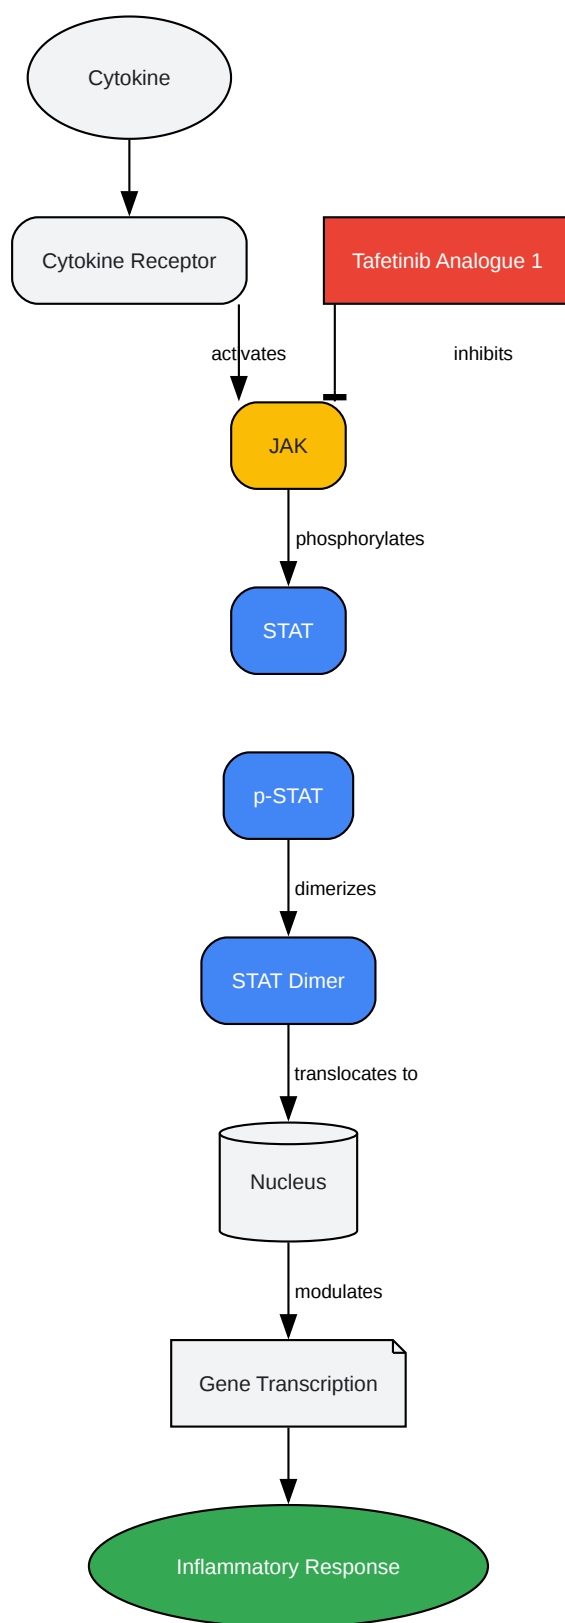 Cytokine
Cytokine Receptor
Tafetinib Analogue 1
activates
inhibits
JAK
phosphorylates
STAT
p-STAT
dimerizes
STAT Dimer
translocates to
Nucleus
modulates
Gene Transcription
Inflammatory Response